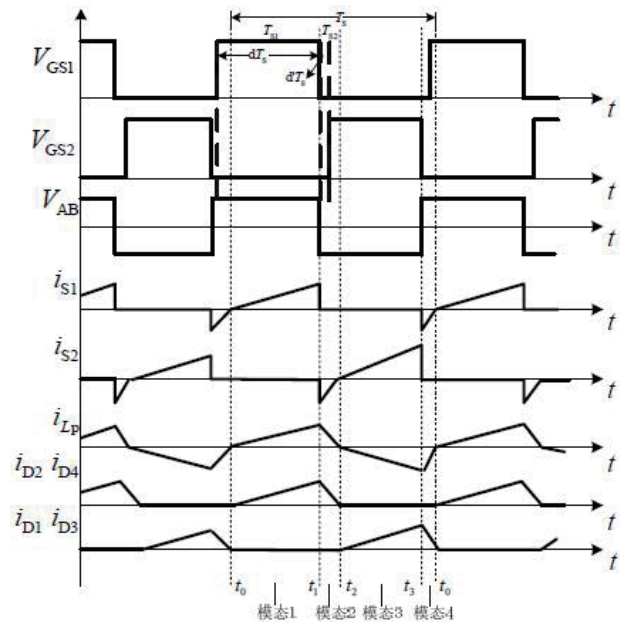 T_s
T_S1 T_S2
dT_s
d'T_s
V_GS1
t
V_GS2
t
V_AB
t
i_S1
t
i_S2
t
i_Lp
t
i_D2 i_D4
t
i_D1 i_D3
t
t_0 t_1 t_2 t_3 t_0
模态1 模态2 模态3 模态4